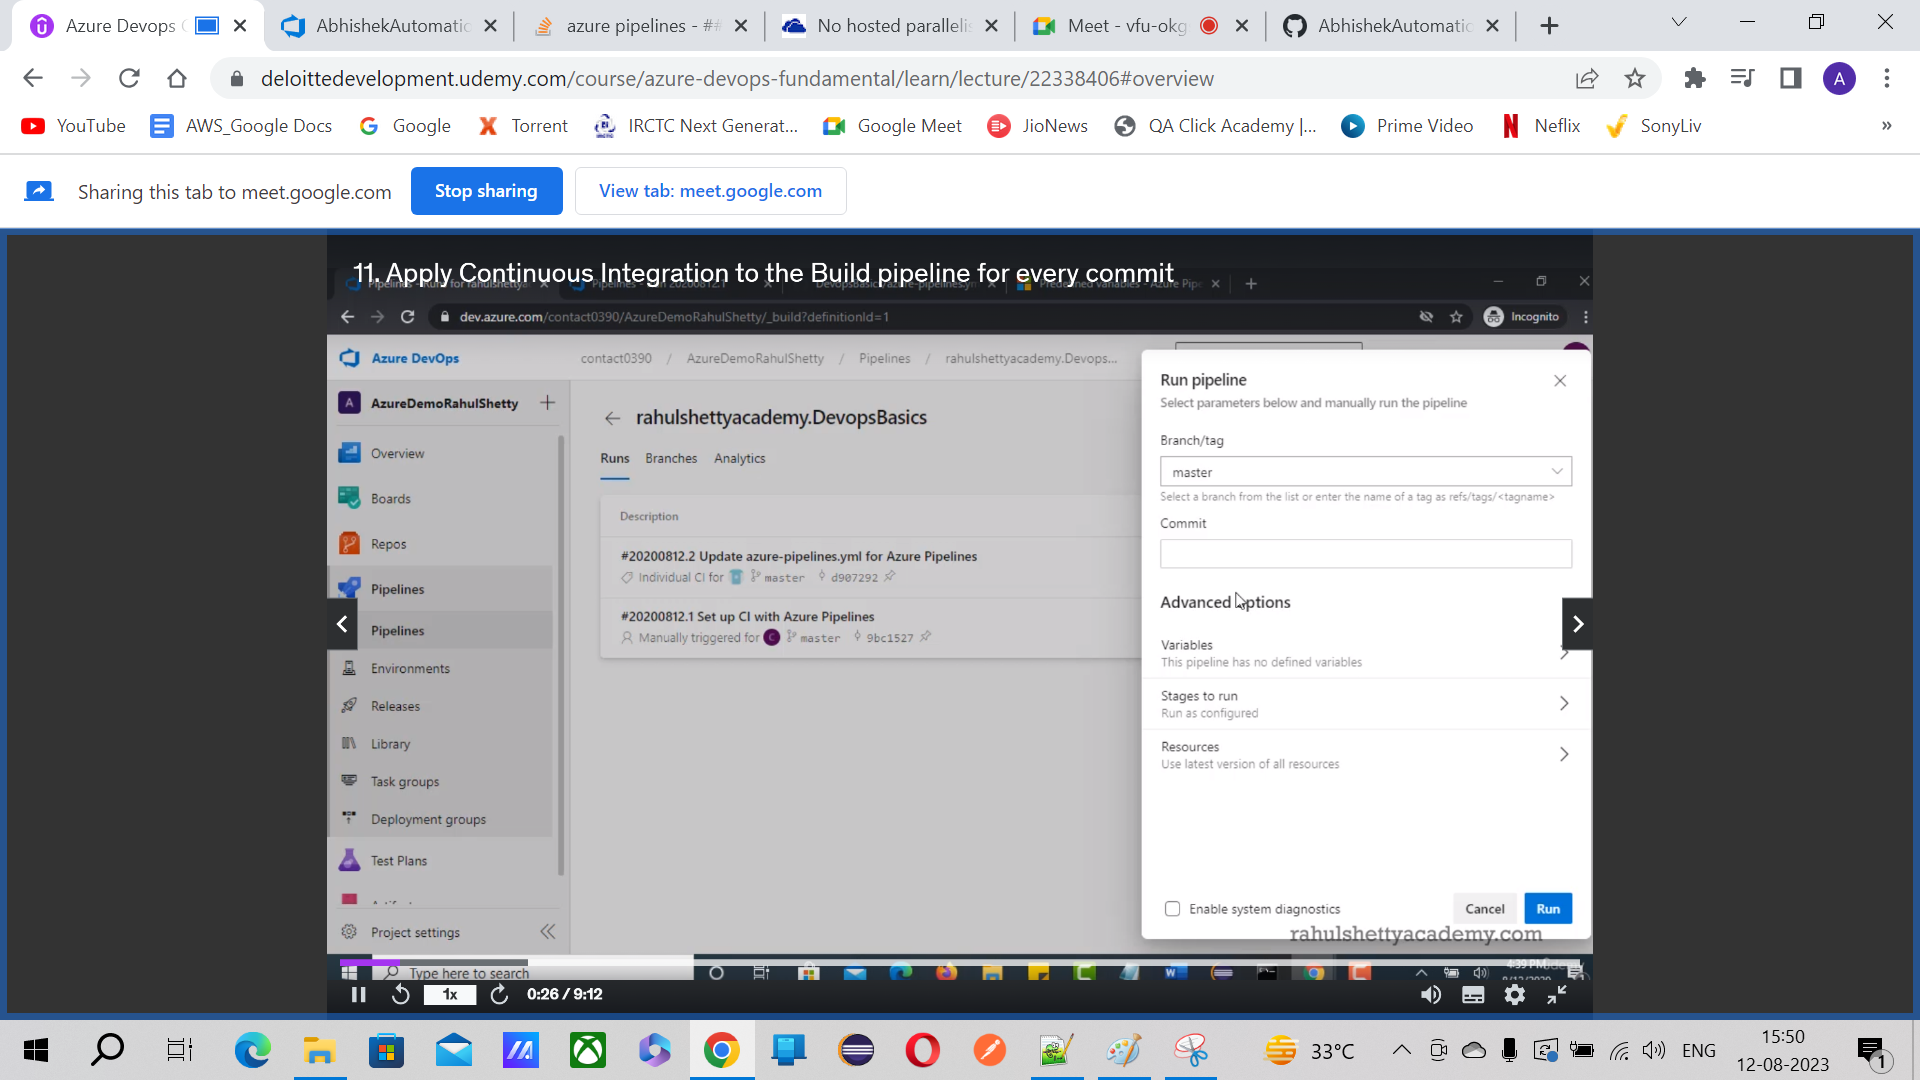 Azure Devops
AbhishekAutomatic
azure pipelines - ##
No hosted parallelis
Meet - vfu-okg
AbhishekAutomatic
deloittedevelopment.udemy.com/course/azure-devops-fundamental/learn/lecture/22338406#overview
A
YouTube
AWS_Google Docs
Google
Torrent
IRCTC Next Generat...
Google Meet
JioNews
QA Click Academy |...
Prime Video
Neflix
SonyLiv
»
Sharing this tab to meet.google.com
Stop sharing
View tab: meet.google.com
11. Apply Continuous Integration to the Build pipeline for every commit
dev.azure.com/contact0390/AzureDemoRahulShetty/_build?definitionId=1
Incognito
Azure DevOps
contact0390 / AzureDemoRahulShetty / Pipelines / rahulshettyacademy.Devops...
A AzureDemoRahulShetty
Overview
Boards
Repos
Pipelines
Pipelines
Environments
Releases
Library
Task groups
Deployment groups
Test Plans
Project settings
rahulshettyacademy.DevopsBasics
Runs
Branches
Analytics
Description
#20200812.2 Update azure-pipelines.yml for Azure Pipelines
Individual CI for master d907292
#20200812.1 Set up CI with Azure Pipelines
Manually triggered for C master 9bc1527
Run pipeline
Select parameters below and manually run the pipeline
Branch/tag
master
Select a branch from the list or enter the name of a tag as refs/tags/<tagname>
Commit
Advanced options
Variables
This pipeline has no defined variables
Stages to run
Run as configured
Resources
Use latest version of all resources
Enable system diagnostics
Cancel
Run
rahulshettyacademy.com
Type here to search
4:39 PM
1x
0:26 / 9:12
33°C
ENG
15:50
12-08-2023
1